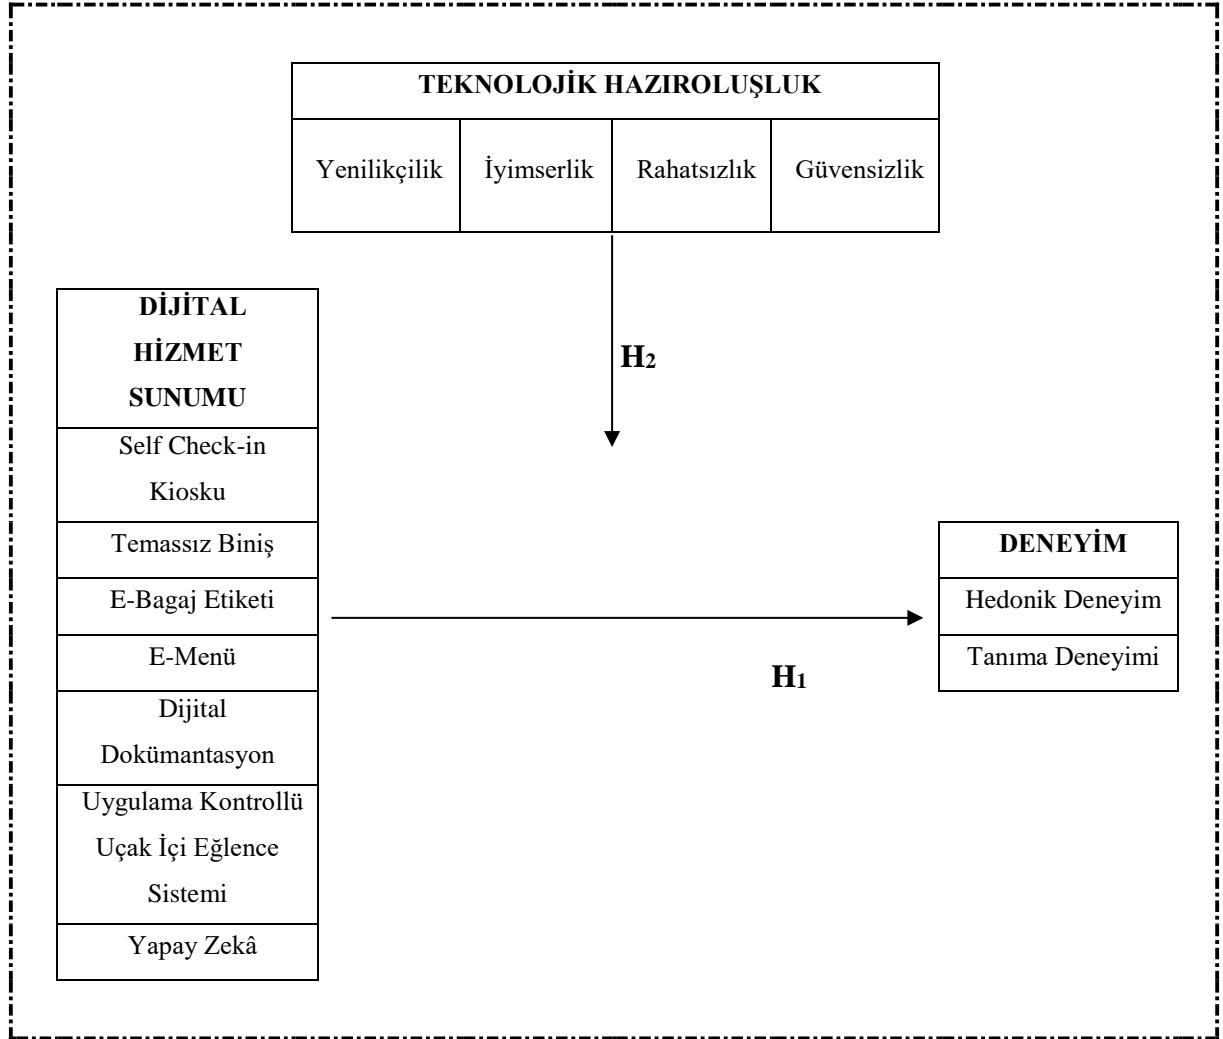 TEKNOLOJİK HAZIROLUŞLUK
Yenilikçilik
İyimserlik
Rahatsızlık
Güvensizlik
DİJİTAL
HİZMET
SUNUMU
Self Check-in
Kiosku
Temassız Biniş
E-Bagaj Etiketi
E-Menü
Dijital
Dokümantasyon
Uygulama Kontrollü
Uçak İçi Eğlence
Sistemi
Yapay Zekâ
H2
H1
DENEYİM
Hedonik Deneyim
Tanıma Deneyimi